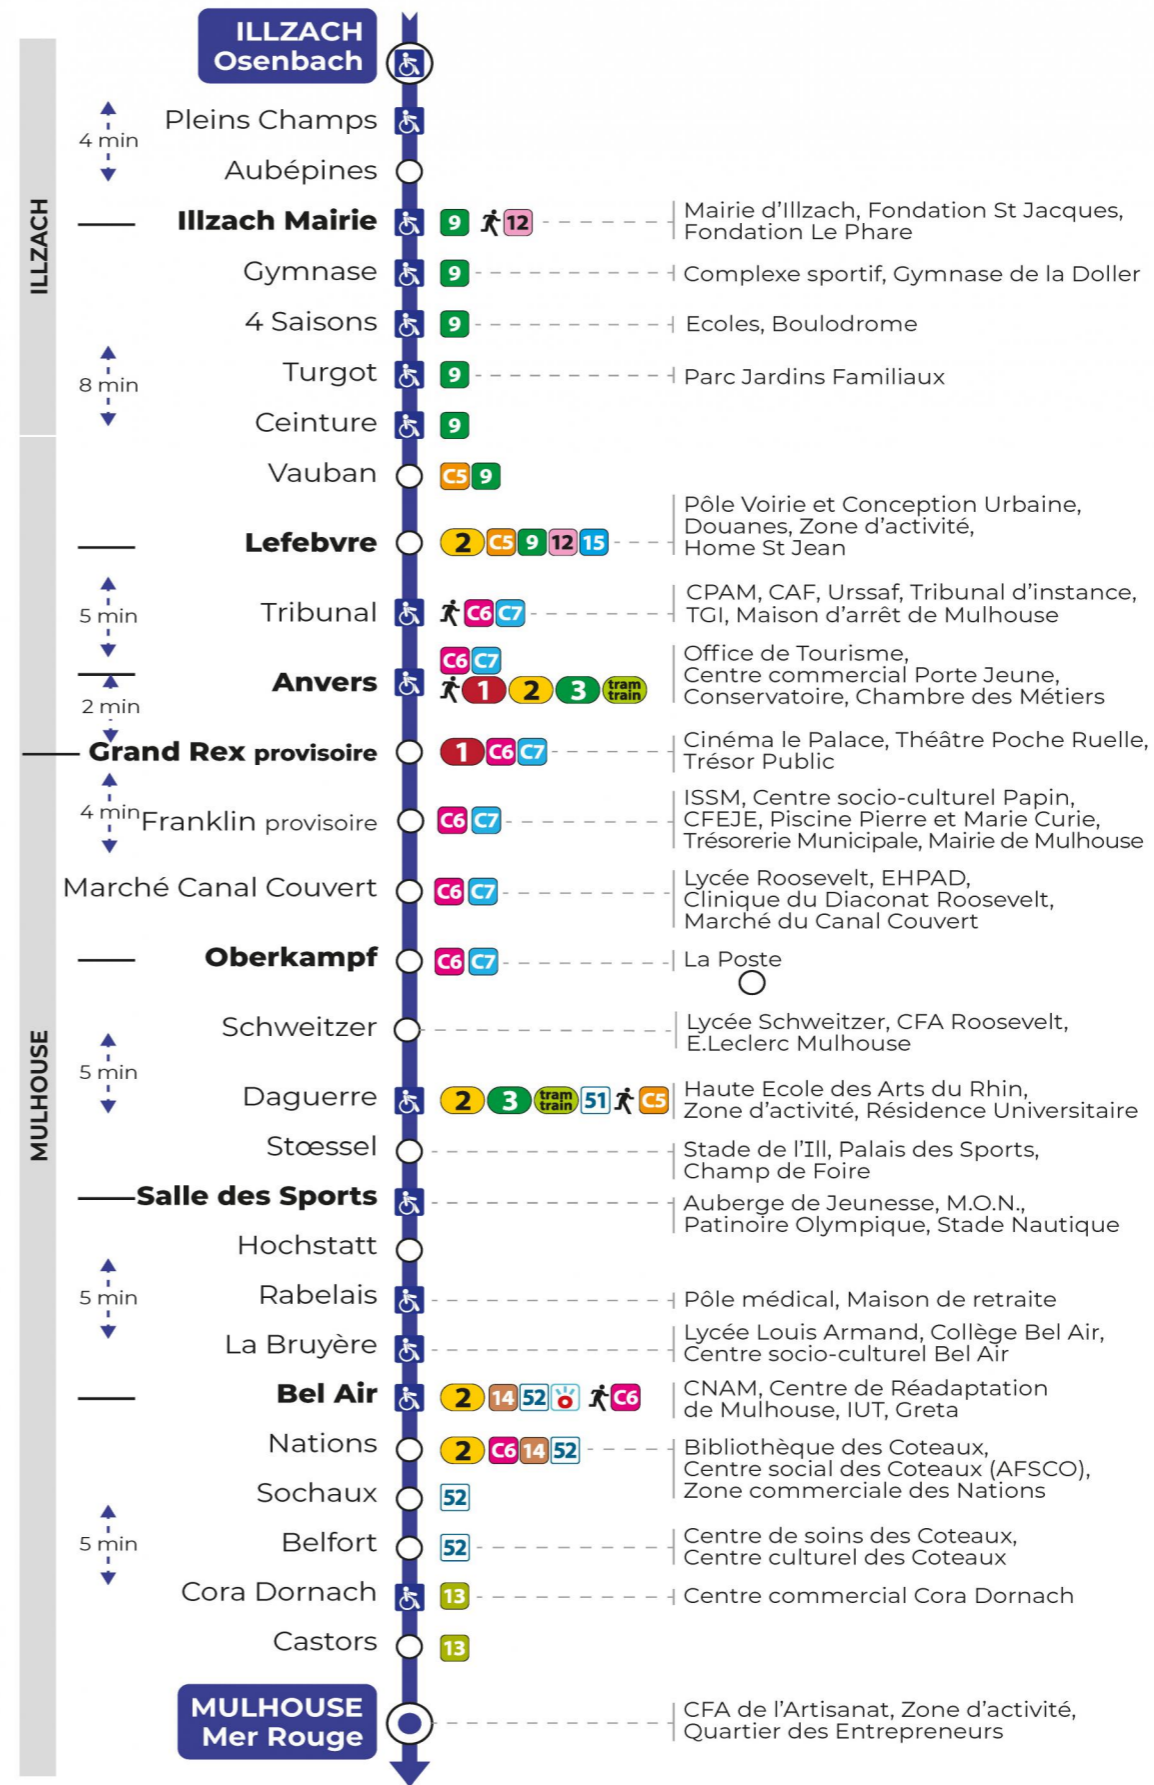 ILLZACH
Osenbach
Pleins Champs
4 min
Aubépines
ILLZACH
Illzach Mairie 9 12 Mairie d'Illzach, Fondation St Jacques,
Fondation Le Phare
Gymnase 9 Complexe sportif, Gymnase de la Doller
4 Saisons 9 Ecoles, Boulodrome
Turgot 9 Parc Jardins Familiaux
8 min
Ceinture 9
Vauban C5 9
Lefebvre 2 C5 9 12 15 Pôle Voirie et Conception Urbaine,
Douanes, Zone d'activité,
Home St Jean
5 min
Tribunal C6 C7 CPAM, CAF, Urssaf, Tribunal d'instance,
TGI, Maison d'arrêt de Mulhouse
Anvers C6 C7
1 2 3 tram train
Office de Tourisme,
Centre commercial Porte Jeune,
Conservatoire, Chambre des Métiers
2 min
Grand Rex provisoire 1 C6 C7 Cinéma le Palace, Théâtre Poche Ruelle,
Trésor Public
4 min
Franklin provisoire C6 C7 ISSM, Centre socio-culturel Papin,
CFEJE, Piscine Pierre et Marie Curie,
Trésorerie Municipale, Mairie de Mulhouse
Marché Canal Couvert C6 C7 Lycée Roosevelt, EHPAD,
Clinique du Diaconat Roosevelt,
Marché du Canal Couvert
Oberkampf C6 C7 La Poste
MULHOUSE
Schweitzer Lycée Schweitzer, CFA Roosevelt,
E.Leclerc Mulhouse
5 min
Daguerre 2 3 tram train 51 C5 Haute Ecole des Arts du Rhin,
Zone d'activité, Résidence Universitaire
Stœssel Stade de l'Ill, Palais des Sports,
Champ de Foire
Salle des Sports Auberge de Jeunesse, M.O.N.,
Patinoire Olympique, Stade Nautique
Hochstatt
5 min
Rabelais Pôle médical, Maison de retraite
La Bruyère Lycée Louis Armand, Collège Bel Air,
Centre socio-culturel Bel Air
Bel Air 2 14 52 C6 CNAM, Centre de Réadaptation
de Mulhouse, IUT, Greta
Nations 2 C6 14 52 Bibliothèque des Coteaux,
Centre social des Coteaux (AFSCO),
Zone commerciale des Nations
Sochaux 52
5 min
Belfort 52 Centre de soins des Coteaux,
Centre culturel des Coteaux
Cora Dornach 13 Centre commercial Cora Dornach
Castors 13
MULHOUSE
Mer Rouge
CFA de l'Artisanat, Zone d'activité,
Quartier des Entrepreneurs